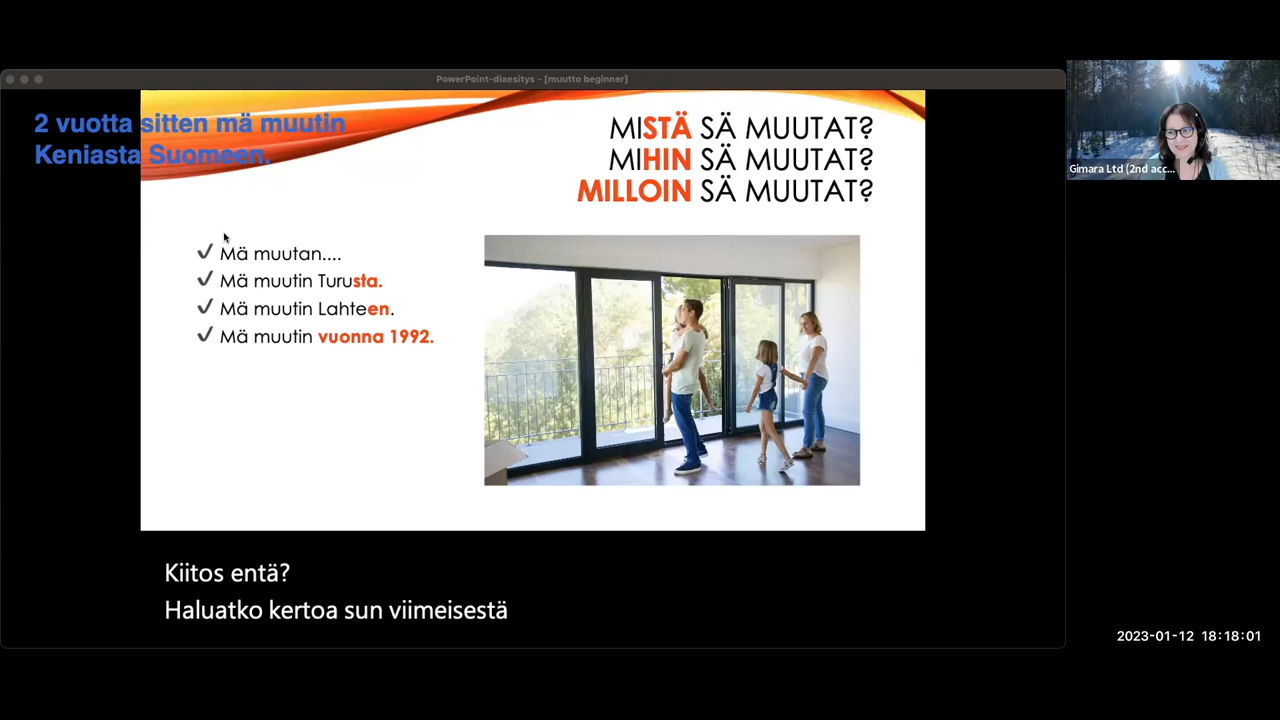 PowerPoint-diaesitys - [muutto beginner]
2 vuotta sitten mä muutin
Keniasta Suomeen.
MISTÄ SÄ MUUTAT?
MIHIN SÄ MUUTAT?
MILLOIN SÄ MUUTAT?
Mä muutan....
Mä muutin Turusta.
Mä muutin Lahteen.
Mä muutin vuonna 1992.
Gimara Ltd (2nd acc...
Kiitos entä?
Haluatko kertoa sun viimeisestä
2023-01-12 18:18:01